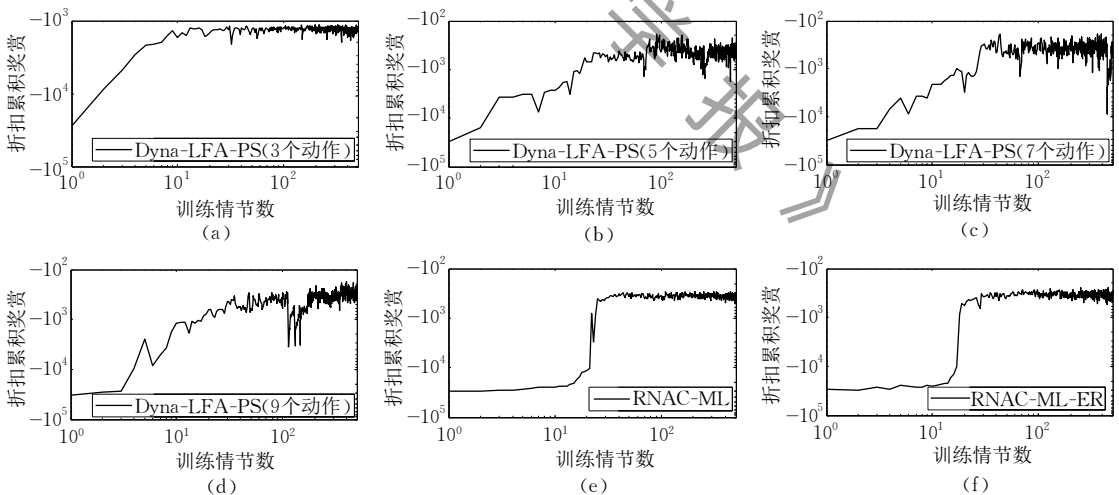 −10³
−10⁴
−10⁵
折扣累积奖赏
Dyna-LFA-PS(3个动作)
10⁰ 10¹ 10²
训练情节数
(a)
−10²
−10³
−10⁴
−10⁵
折扣累积奖赏
Dyna-LFA-PS(5个动作)
10⁰ 10¹ 10²
训练情节数
(b)
−10²
−10³
−10⁴
−10⁵
折扣累积奖赏
Dyna-LFA-PS(7个动作)
10⁰ 10¹ 10²
训练情节数
(c)
−10²
−10³
−10⁴
−10⁵
折扣累积奖赏
Dyna-LFA-PS(9个动作)
10⁰ 10¹ 10²
训练情节数
(d)
−10²
−10³
−10⁴
−10⁵
折扣累积奖赏
RNAC-ML
10⁰ 10¹ 10²
训练情节数
(e)
−10²
−10³
−10⁴
−10⁵
折扣累积奖赏
RNAC-ML-ER
10⁰ 10¹ 10²
训练情节数
(f)
学报》